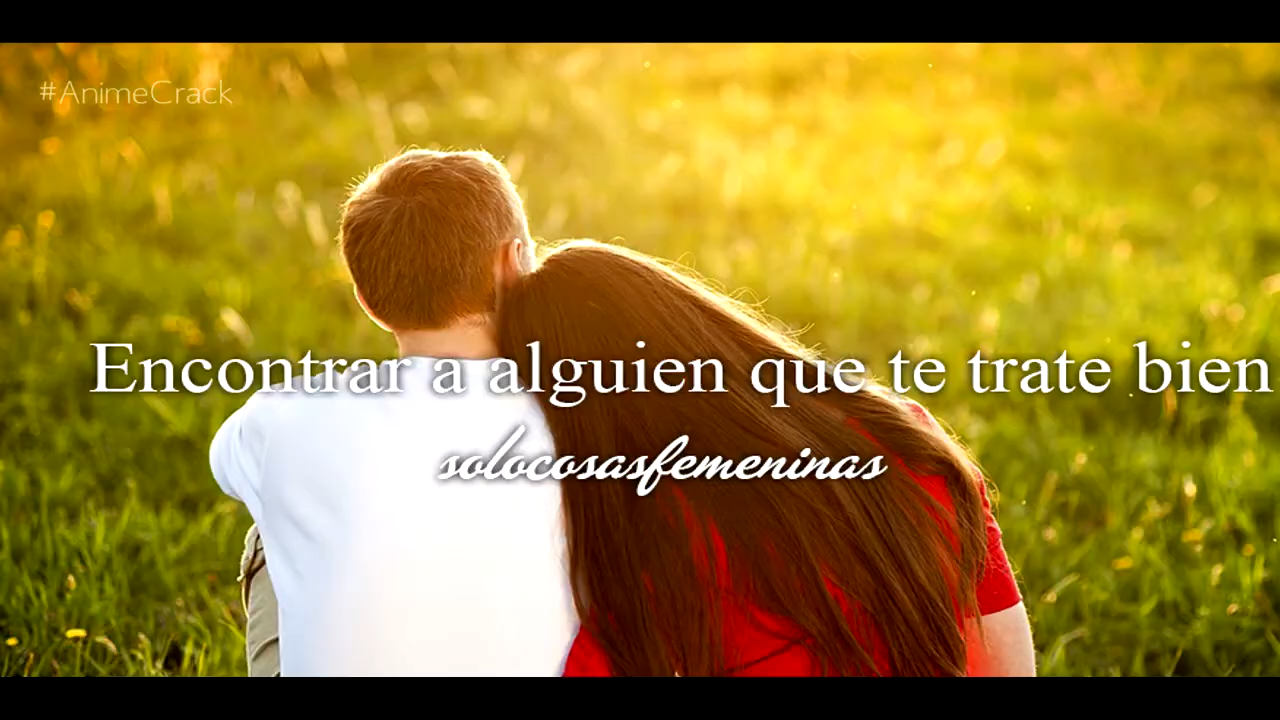 #AnimeCrack
Encontrar a alguien que te trate bien
solocosasfemeninas